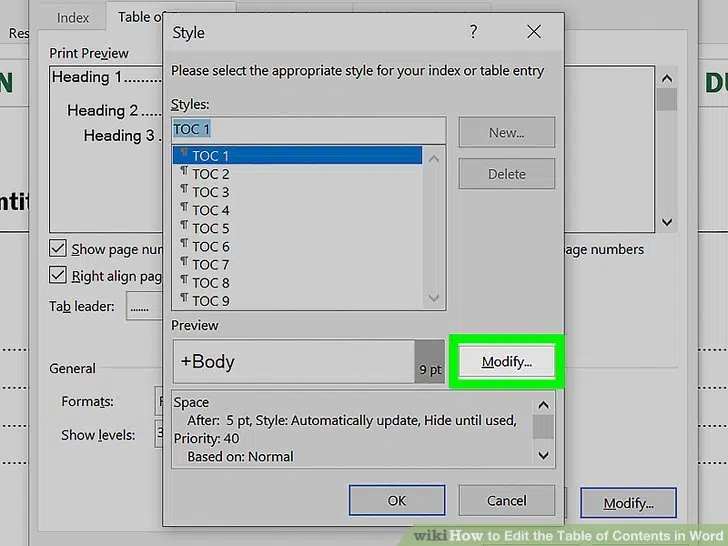 Index
Table of
Style
?
Res
Print Preview
Please select the appropriate style for your index or table entry
Heading 1..........
Styles:
N
DU
TOC 1
New...
Heading 2 ...
Heading 3 .
¶ TOC 1
¶ TOC 2
Delete
¶ TOC 3
ntit
¶ TOC 4
¶ TOC 5
¶ TOC 6
Show page num
page numbers
¶ TOC 7
Right align pag
¶ TOC 8
¶ TOC 9
Tab leader:
.......
Preview
+Body
9 pt
Modify...
General
Formats:
Space
After: 5 pt, Style: Automatically update, Hide until used,
Show levels:
3
Priority: 40
Based on: Normal
OK
Cancel
Modify...
wikiHow to Edit the Table of Contents in Word